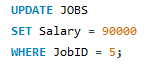 UPDATE JOBS
SET Salary = 90000
WHERE JobID = 5;